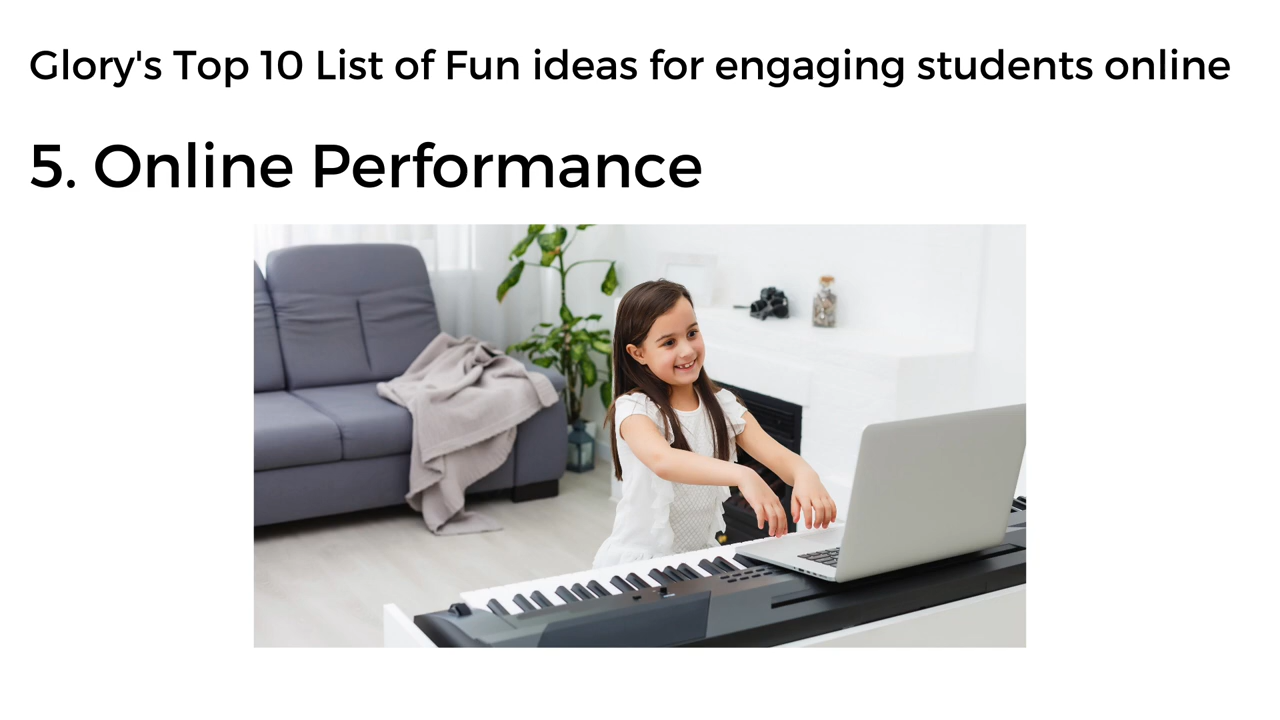 Glory's Top 10 List of Fun ideas for engaging students online
5. Online Performance